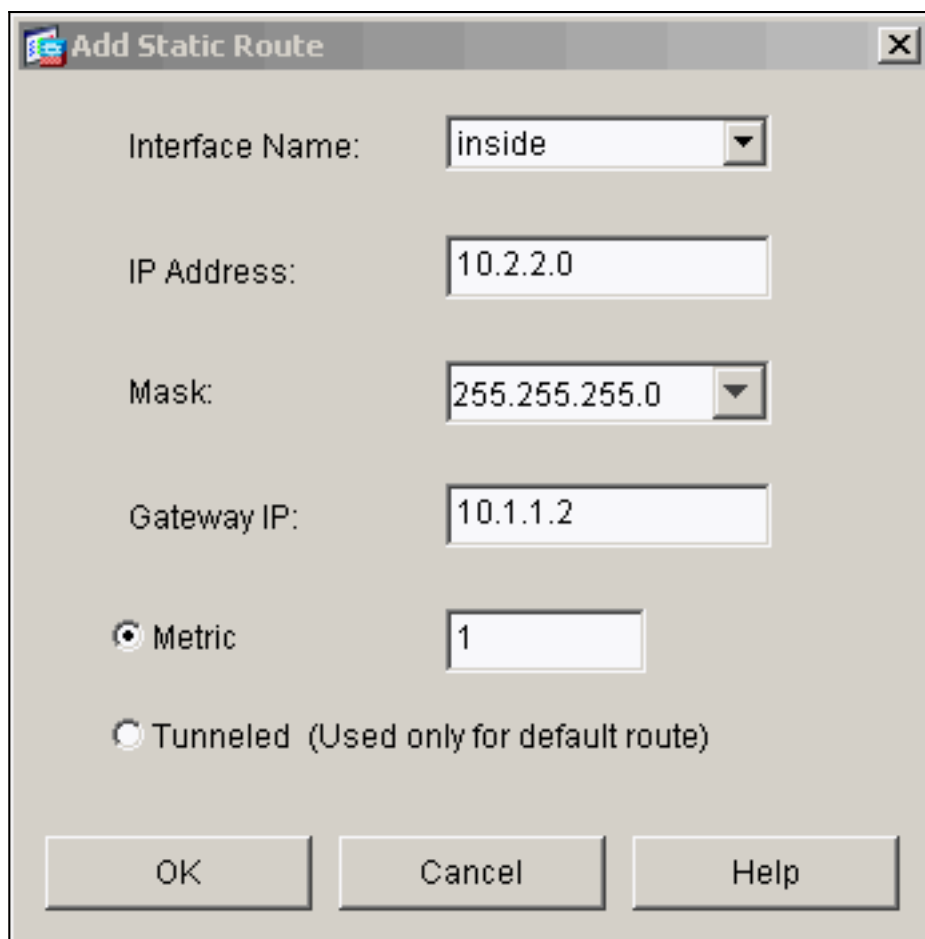 Add Static Route
Interface Name: inside
IP Address: 10.2.2.0
Mask: 255.255.255.0
Gateway IP: 10.1.1.2
Metric 1
Tunneled (Used only for default route)
OK Cancel Help